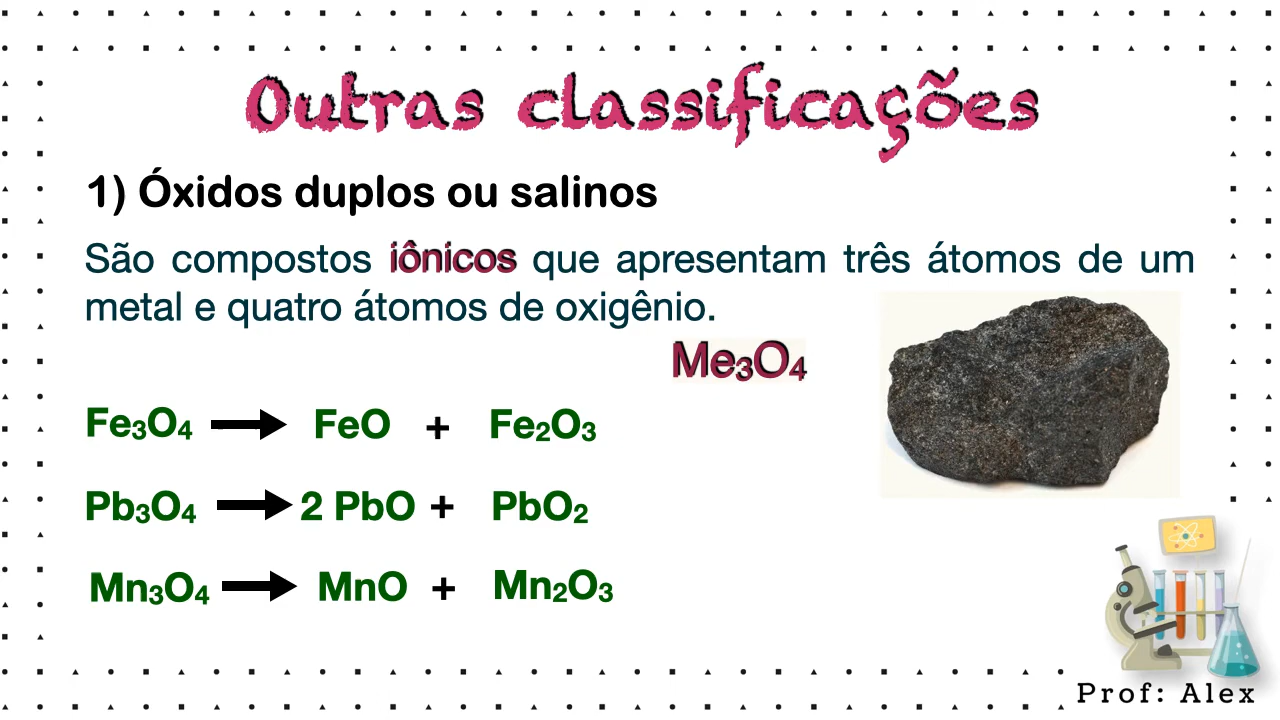 Outras classificações
1) Óxidos duplos ou salinos
São compostos iônicos que apresentam três átomos de um
metal e quatro átomos de oxigênio.
Me₃O₄
Fe₃O₄ → FeO + Fe₂O₃
Pb₃O₄ → 2 PbO + PbO₂
Mn₃O₄ → MnO + Mn₂O₃
Prof: Alex